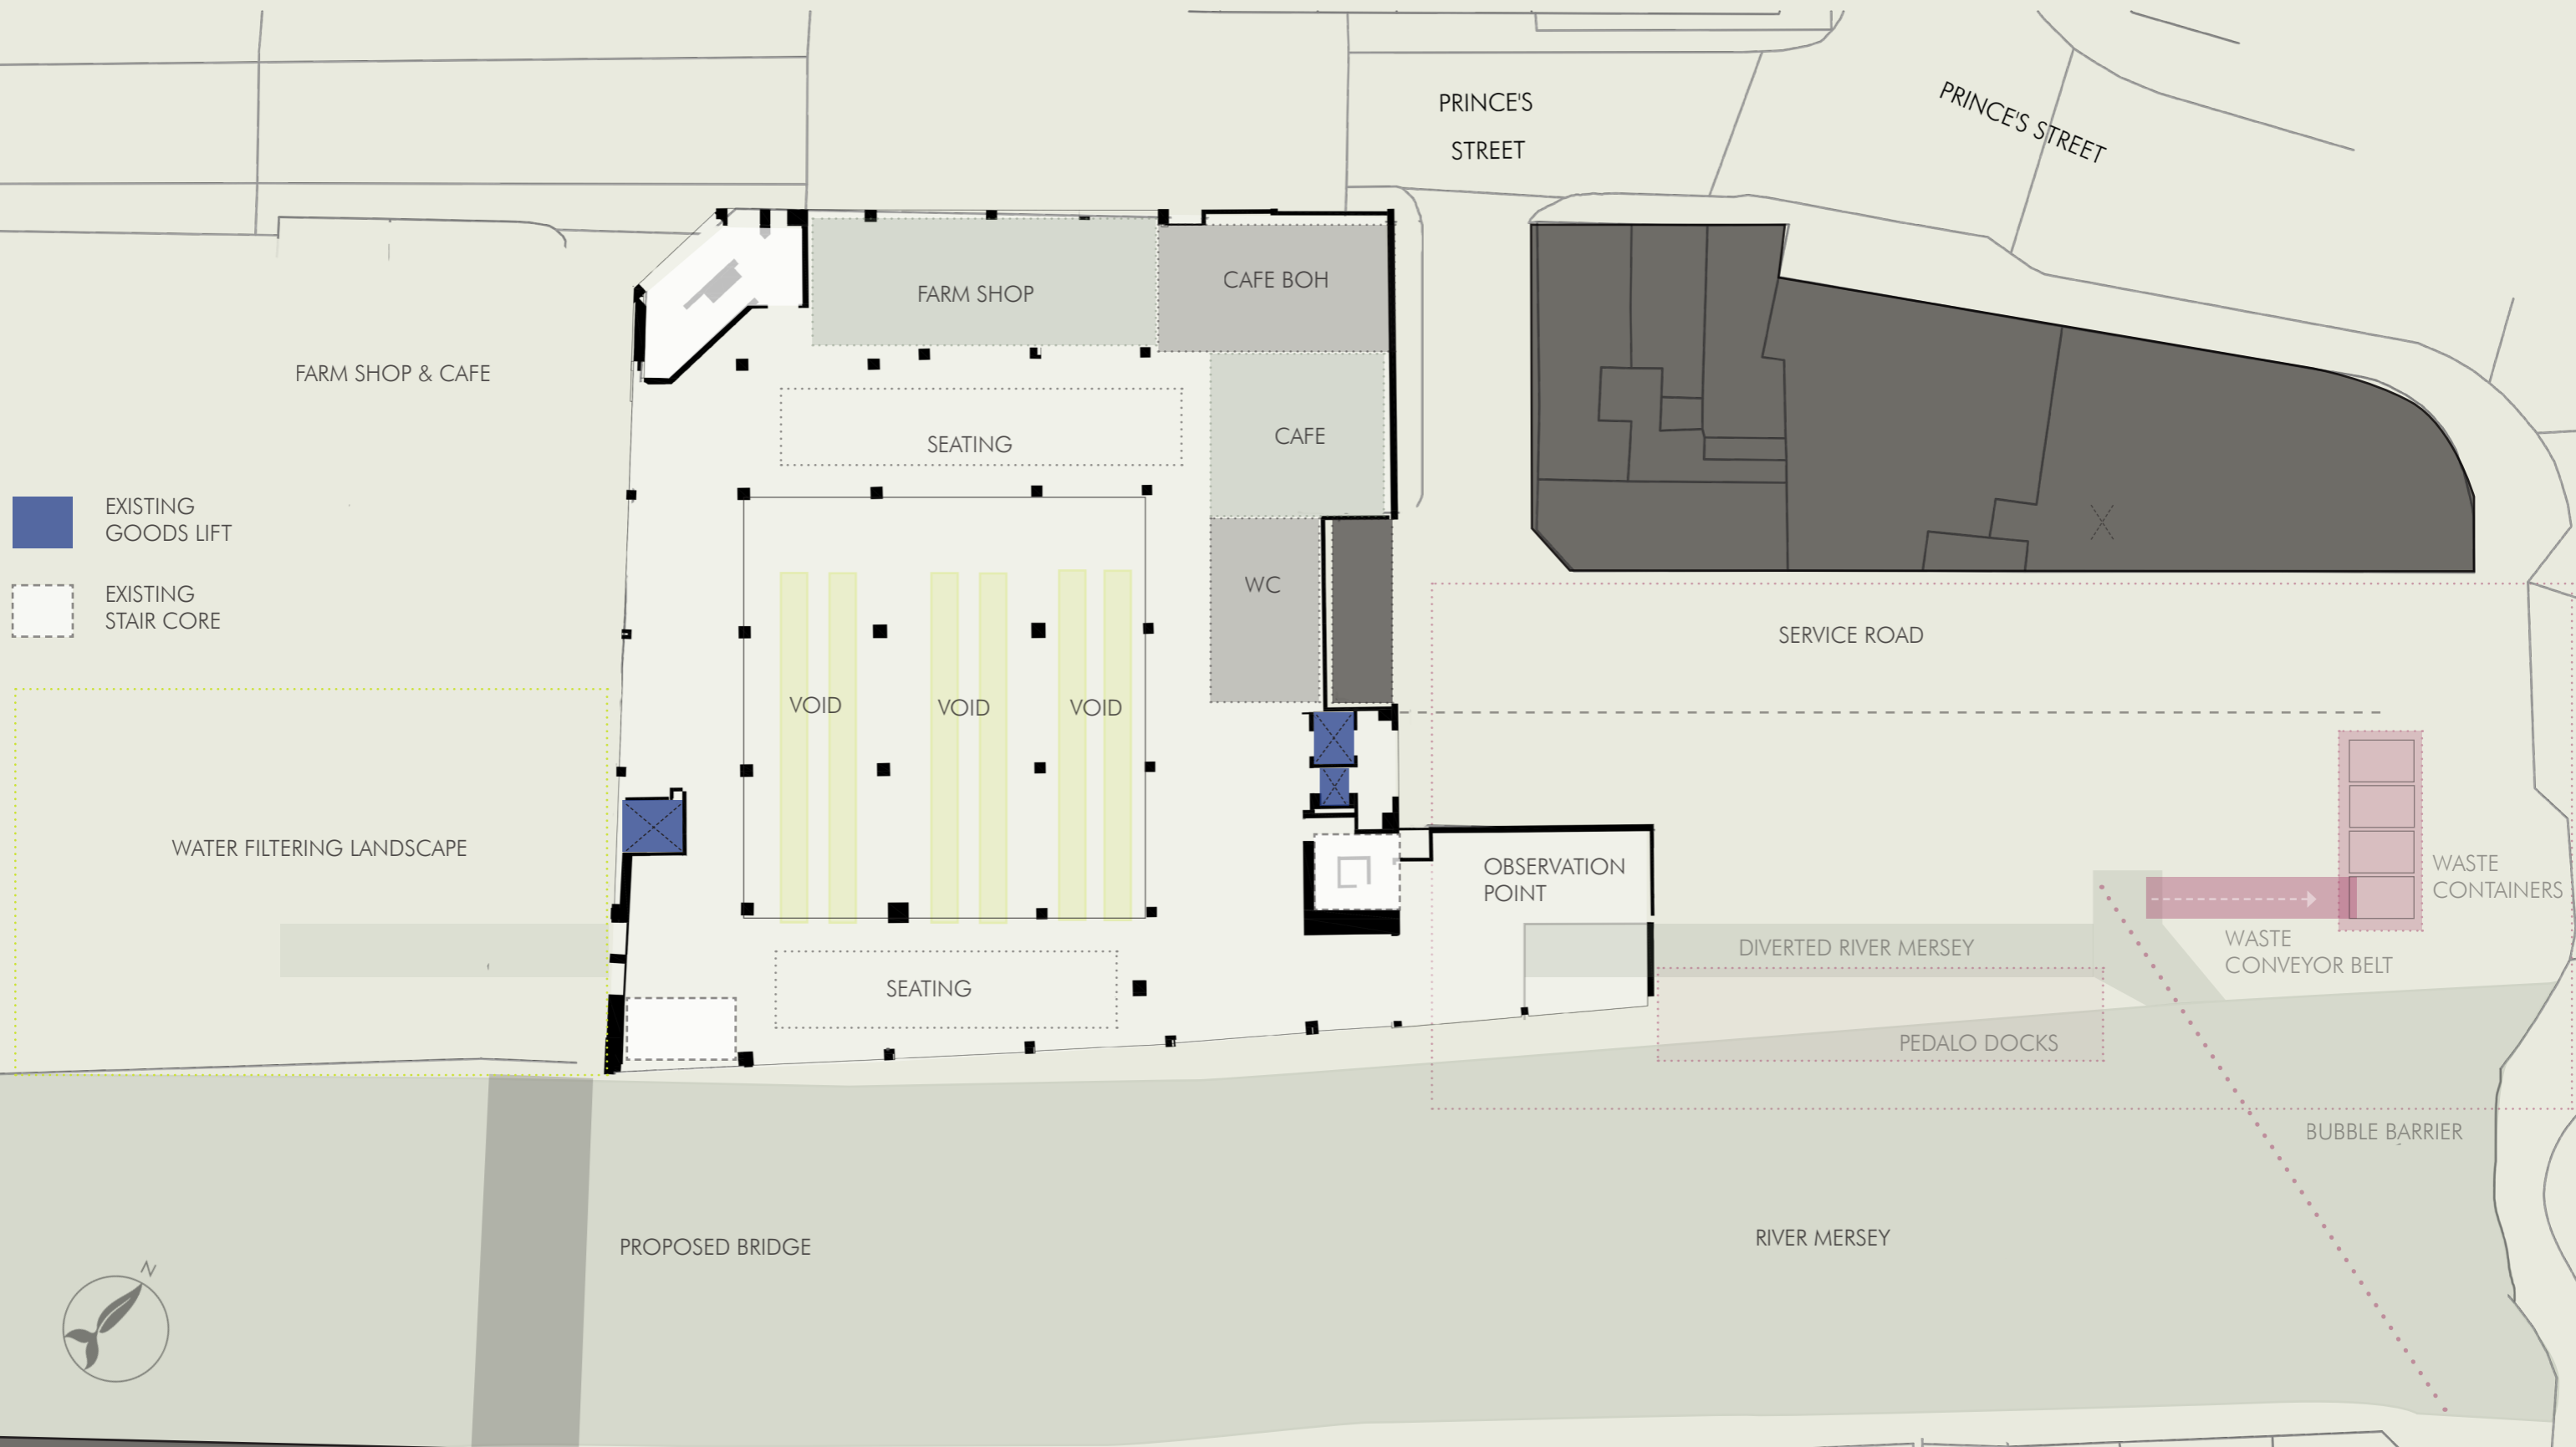 PRINCE'S
STREET
PRINCE'S STREET
FARM SHOP
CAFE BOH
FARM SHOP & CAFE
SEATING
CAFE
EXISTING
GOODS LIFT
EXISTING
STAIR CORE
WC
SERVICE ROAD
VOID
VOID
VOID
WATER FILTERING LANDSCAPE
OBSERVATION
POINT
WASTE
CONTAINERS
DIVERTED RIVER MERSEY
WASTE
CONVEYOR BELT
SEATING
PEDALO DOCKS
BUBBLE BARRIER
PROPOSED BRIDGE
RIVER MERSEY
N